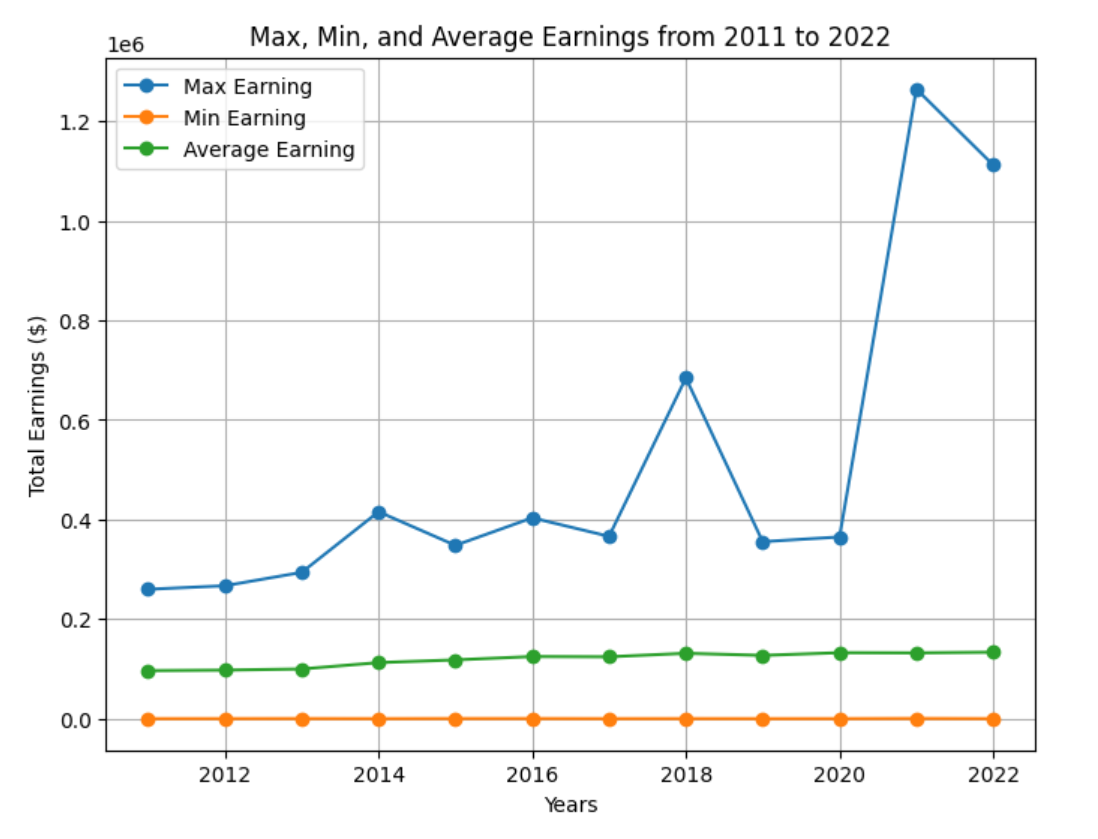 Max, Min, and Average Earnings from 2011 to 2022
1e6
Max Earning
Min Earning
Average Earning
1.2
1.0
0.8
0.6
0.4
0.2
0.0
Total Earnings ($)
2012 2014 2016 2018 2020 2022
Years